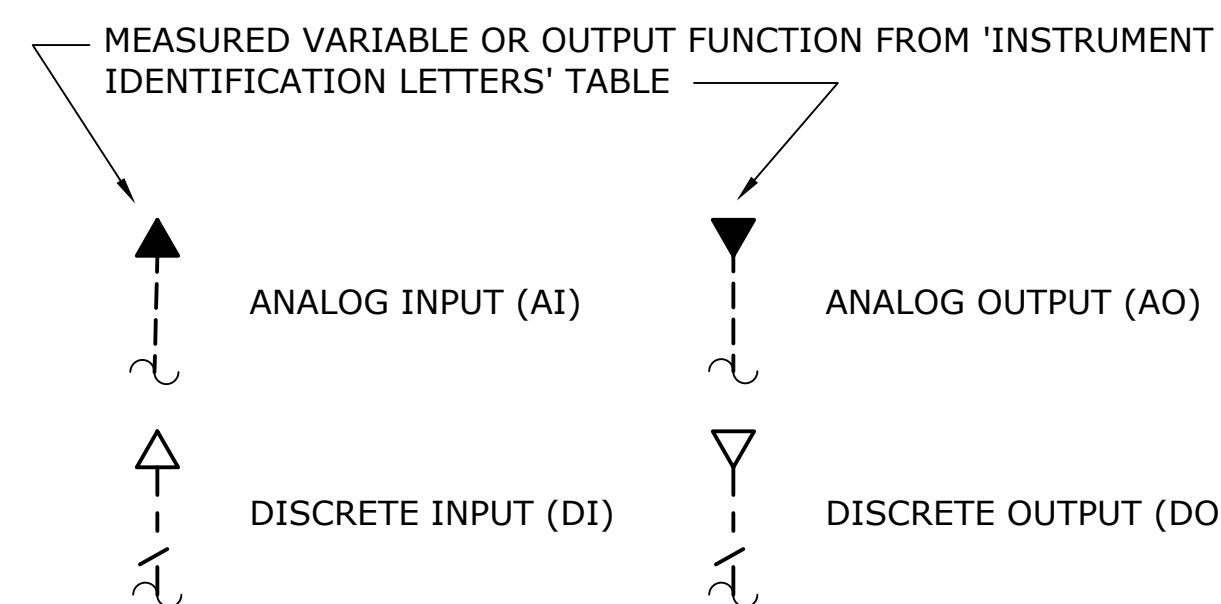 MEASURED VARIABLE OR OUTPUT FUNCTION FROM 'INSTRUMENT
IDENTIFICATION LETTERS' TABLE
ANALOG INPUT (AI)
ANALOG OUTPUT (AO)
DISCRETE INPUT (DI)
DISCRETE OUTPUT (DO